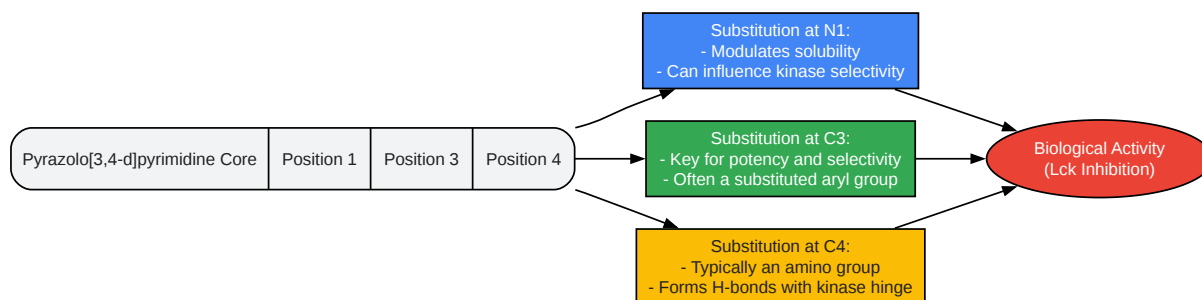 Pyrazolo[3,4-d]pyrimidine Core
Position 1
Position 3
Position 4
Substitution at N1:
- Modulates solubility
- Can influence kinase selectivity
Substitution at C3:
- Key for potency and selectivity
- Often a substituted aryl group
Substitution at C4:
- Typically an amino group
- Forms H-bonds with kinase hinge
Biological Activity
(Lck Inhibition)